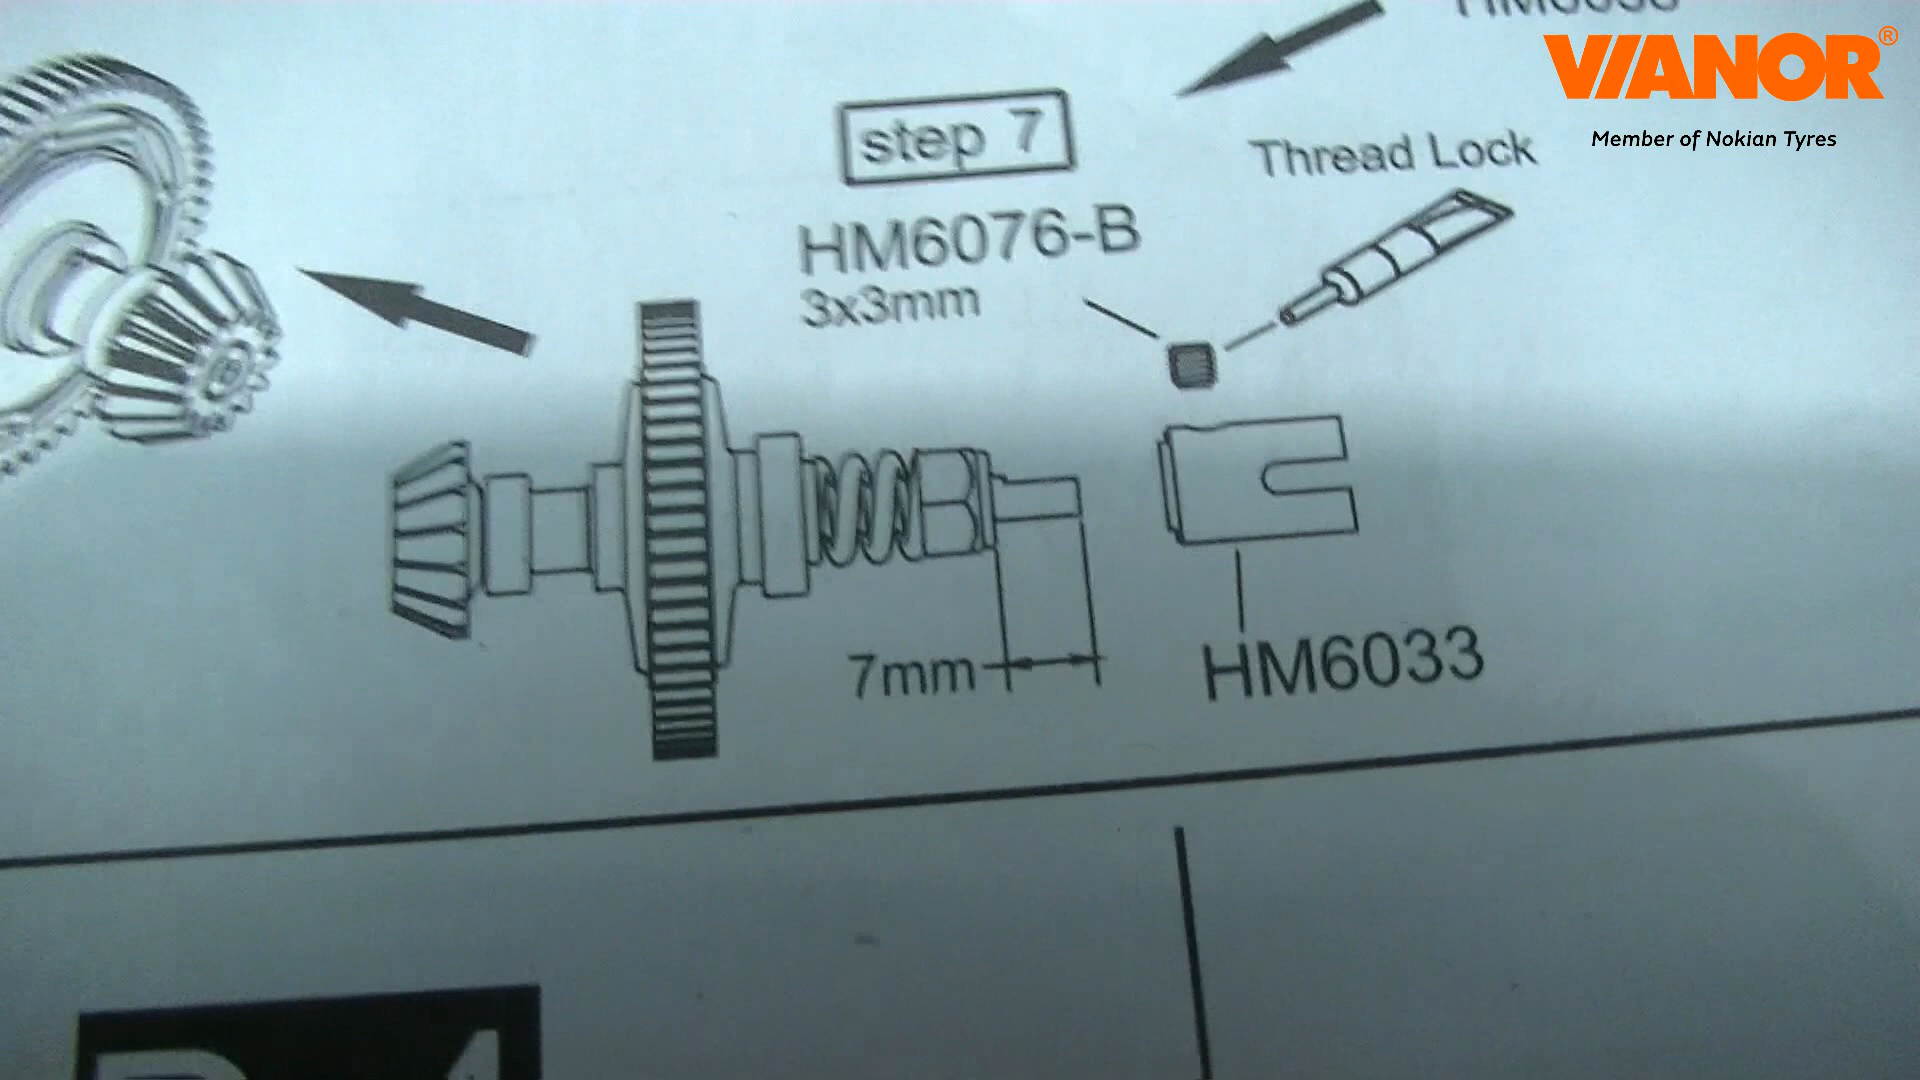 VIANOR®
Member of Nokian Tyres
step 7
Thread Lock
HM6076-B
3x3mm
7mm
HM6033